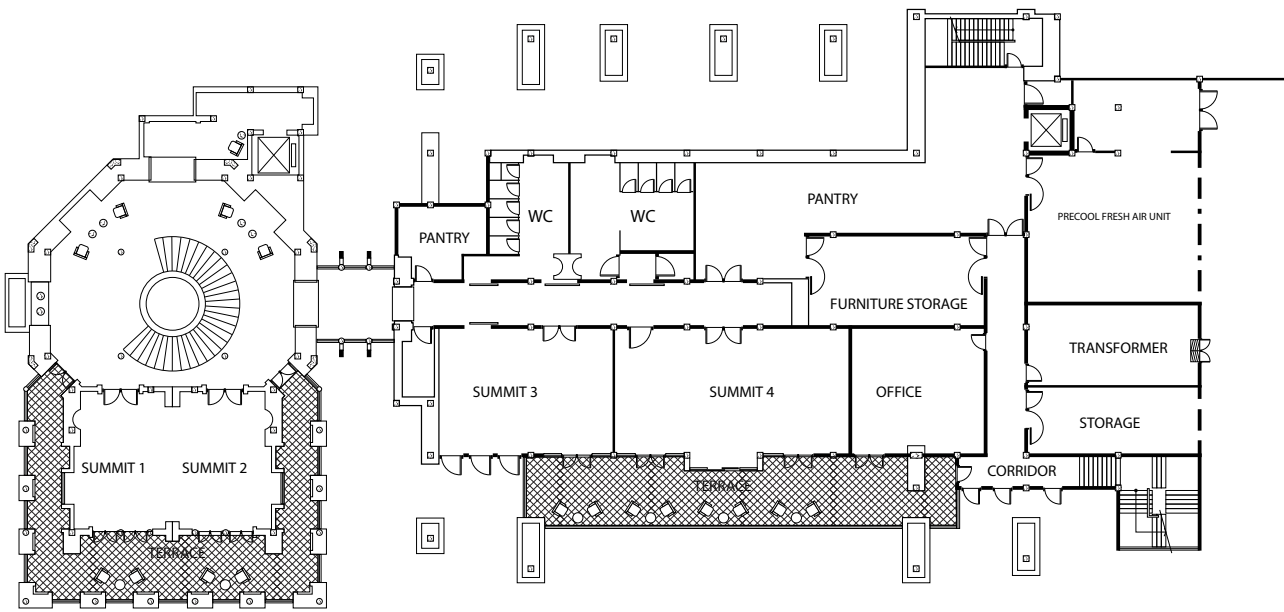 PANTRY
WC
WC
PANTRY
PRECOOL FRESH AIR UNIT
FURNITURE STORAGE
TRANSFORMER
SUMMIT 3
SUMMIT 4
OFFICE
STORAGE
SUMMIT 1
SUMMIT 2
CORRIDOR
TERRACE
TERRACE